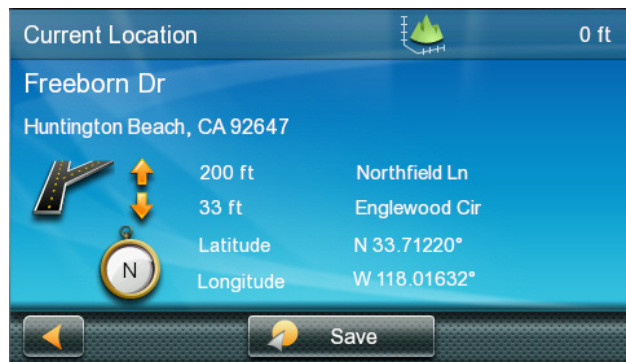 Current Location 0 ft
Freeborn Dr
Huntington Beach, CA 92647
200 ft Northfield Ln
33 ft Englewood Cir
Latitude N 33.71220°
N
Longitude W 118.01632°
Save